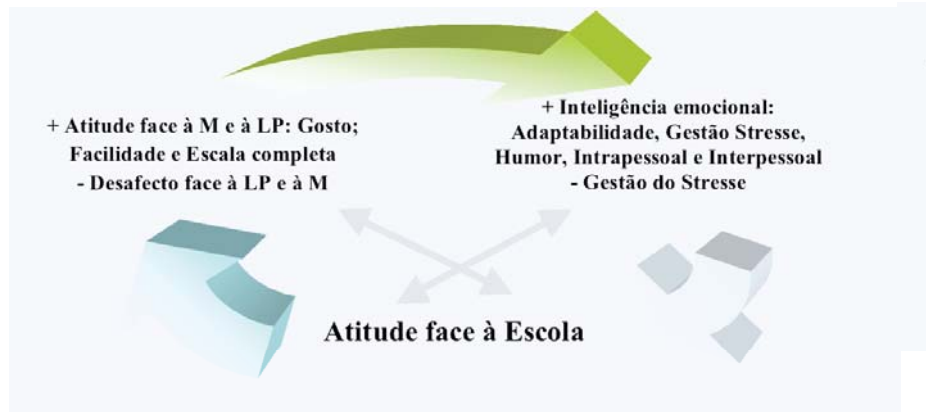 + Atitude face à M e à LP: Gosto;
Facilidade e Escala completa
- Desafecto face à LP e à M
+ Inteligência emocional:
Adaptabilidade, Gestão Stresse,
Humor, Intrapessoal e Interpessoal
- Gestão do Stresse
Atitude face à Escola